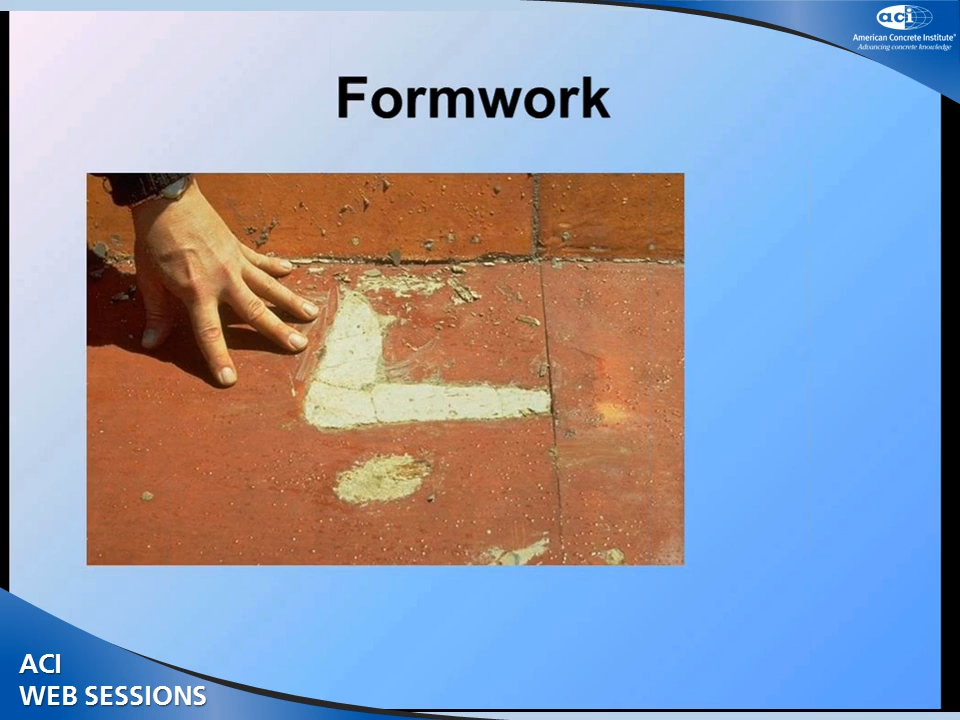 aci
American Concrete Institute®
Advancing concrete knowledge
Formwork
ACI
WEB SESSIONS